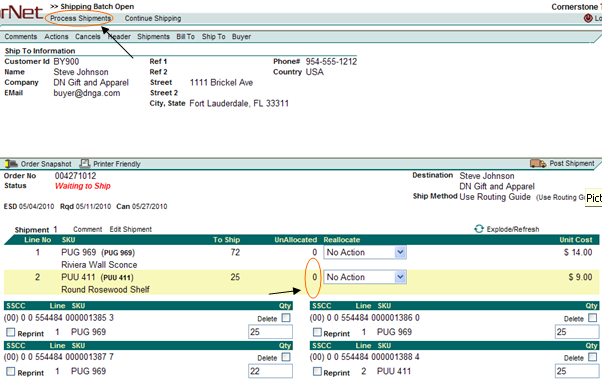 rNet >> Shipping Batch Open Cornerstone
Process Shipments Continue Shipping Lo
Comments Actions Cancels Header Shipments Bill To Ship To Buyer
Ship To Information
Customer Id BY900 Ref 1 Phone# 954-555-1212
Name Steve Johnson Ref 2 Country USA
Company DN Gift and Apparel Street 1111 Brickel Ave
EMail buyer@dnga.com Street 2
City, State Fort Lauderdale, FL 33311
Order Snapshot Printer Friendly Post Shipment
Order No 004271012 Destination Steve Johnson
Status Waiting to Ship DN Gift and Apparel
Ship Method Use Routing Guide (Use Routing Gu
Pict
ESD 05/04/2010 Rqd 05/11/2010 Can 05/27/2010
Shipment 1 Comment Edit Shipment Explode/Refresh
Line No SKU To Ship UnAllocated Reallocate Unit Cost
1 PUG 969 (PUG 969) 72 0 No Action $ 14.00
Riviera Wall Sconce
2 PUU 411 (PUU 411) 25 0 No Action $ 9.00
Round Rosewood Shelf
SSCC Line SKU Qty SSCC Line SKU Qty
(00) 0 0 554484 000001385 3 Delete (00) 0 0 554484 000001386 0 Delete
Reprint 1 PUG 969 25 Reprint 1 PUG 969 25
SSCC Line SKU Qty SSCC Line SKU Qty
(00) 0 0 554484 000001387 7 Delete (00) 0 0 554484 000001388 4 Delete
Reprint 1 PUG 969 22 Reprint 2 PUU 411 25